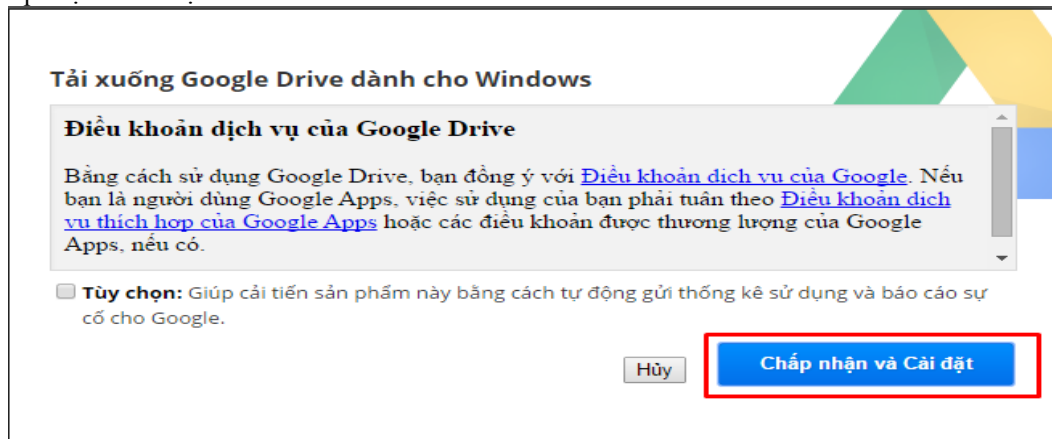 Tải xuống Google Drive dành cho Windows
Điều khoản dịch vụ của Google Drive
Bằng cách sử dụng Google Drive, bạn đồng ý với Điều khoản dịch vụ của Google. Nếu
bạn là người dùng Google Apps, việc sử dụng của bạn phải tuân theo Điều khoản dịch
vụ thích hợp của Google Apps hoặc các điều khoản được thương lượng của Google
Apps, nếu có.
Tùy chọn: Giúp cải tiến sản phẩm này bằng cách tự động gửi thống kê sử dụng và báo cáo sự
cố cho Google.
Hủy
Chấp nhận và Cài đặt